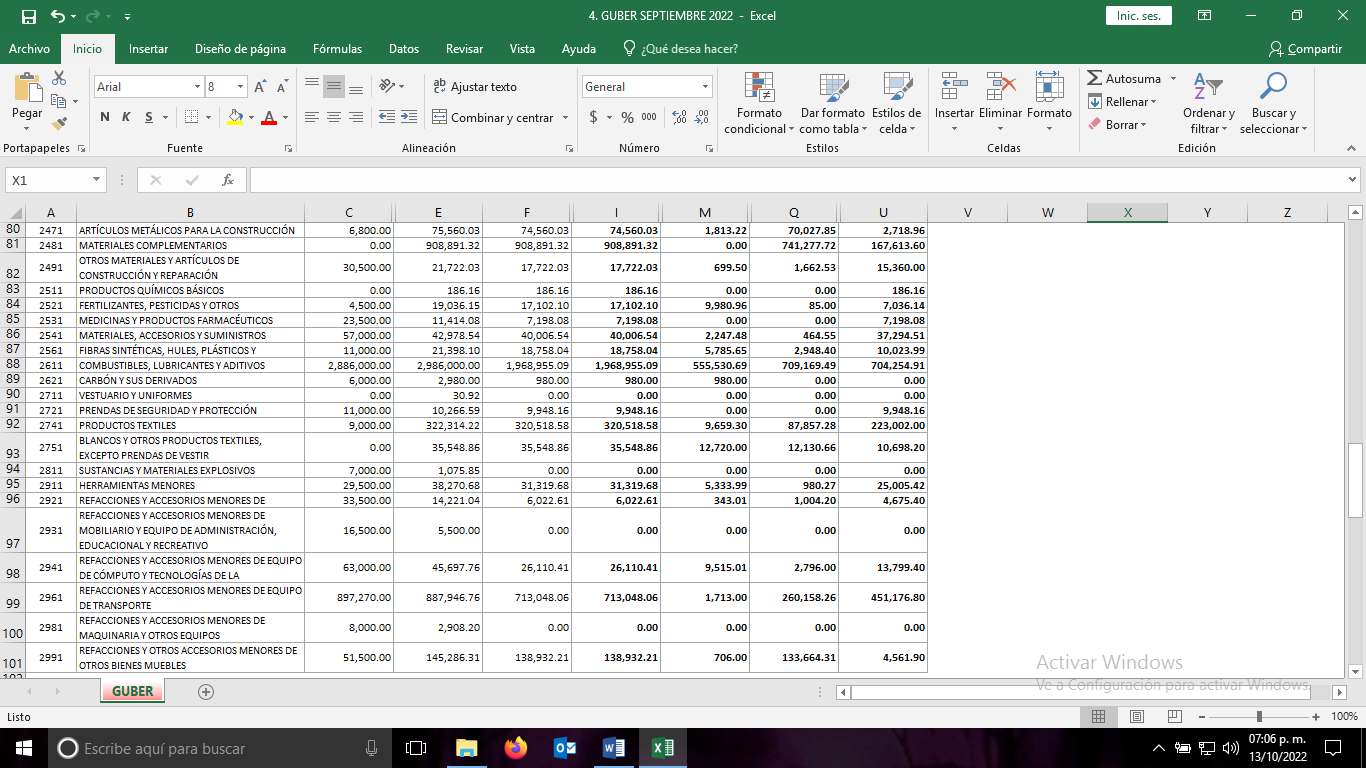 4. GUBER SEPTIEMBRE 2022 - Excel
Inic. ses.
Archivo Inicio Insertar Diseño de página Fórmulas Datos Revisar Vista Ayuda ¿Qué desea hacer? Compartir
Pegar
Arial 8 A A
N K S A
ab Ajustar texto
Combinar y centrar
General
$ % 000
Formato condicional
Dar formato como tabla
Estilos de celda
Insertar Eliminar Formato
Autosuma
Rellenar
Borrar
Ordenar y filtrar
Buscar y seleccionar
Portapapeles Fuente Alineación Número Estilos Celdas Edición
X1 fx
A B C E F I M Q U V W X Y Z
80 2471 ARTÍCULOS METÁLICOS PARA LA CONSTRUCCIÓN 6,800.00 75,560.03 74,560.03 74,560.03 1,813.22 70,027.85 2,718.96
81 2481 MATERIALES COMPLEMENTARIOS 0.00 908,891.32 908,891.32 908,891.32 0.00 741,277.72 167,613.60
82 2491 OTROS MATERIALES Y ARTÍCULOS DE
CONSTRUCCIÓN Y REPARACIÓN 30,500.00 21,722.03 17,722.03 17,722.03 699.50 1,662.53 15,360.00
83 2511 PRODUCTOS QUÍMICOS BÁSICOS 0.00 186.16 186.16 186.16 0.00 0.00 186.16
84 2521 FERTILIZANTES, PESTICIDAS Y OTROS 4,500.00 19,036.15 17,102.10 17,102.10 9,980.96 85.00 7,036.14
85 2531 MEDICINAS Y PRODUCTOS FARMACÉUTICOS 23,500.00 11,414.08 7,198.08 7,198.08 0.00 0.00 7,198.08
86 2541 MATERIALES, ACCESORIOS Y SUMINISTROS 57,000.00 42,978.54 40,006.54 40,006.54 2,247.48 464.55 37,294.51
87 2561 FIBRAS SINTÉTICAS, HULES, PLÁSTICOS Y 11,000.00 21,398.10 18,758.04 18,758.04 5,785.65 2,948.40 10,023.99
88 2611 COMBUSTIBLES, LUBRICANTES Y ADITIVOS 2,886,000.00 2,986,000.00 1,968,955.09 1,968,955.09 555,530.69 709,169.49 704,254.91
89 2621 CARBÓN Y SUS DERIVADOS 6,000.00 2,980.00 980.00 980.00 980.00 0.00 0.00
90 2711 VESTUARIO Y UNIFORMES 0.00 30.92 0.00 0.00 0.00 0.00 0.00
91 2721 PRENDAS DE SEGURIDAD Y PROTECCIÓN 11,000.00 10,266.59 9,948.16 9,948.16 0.00 0.00 9,948.16
92 2741 PRODUCTOS TEXTILES 9,000.00 322,314.22 320,518.58 320,518.58 9,659.30 87,857.28 223,002.00
93 2751 BLANCOS Y OTROS PRODUCTOS TEXTILES,
EXCEPTO PRENDAS DE VESTIR 0.00 35,548.86 35,548.86 35,548.86 12,720.00 12,130.66 10,698.20
94 2811 SUSTANCIAS Y MATERIALES EXPLOSIVOS 7,000.00 1,075.85 0.00 0.00 0.00 0.00 0.00
95 2911 HERRAMIENTAS MENORES 29,500.00 38,270.68 31,319.68 31,319.68 5,333.99 980.27 25,005.42
96 2921 REFACCIONES Y ACCESORIOS MENORES DE 33,500.00 14,221.04 6,022.61 6,022.61 343.01 1,004.20 4,675.40
97 2931 REFACCIONES Y ACCESORIOS MENORES DE
MOBILIARIO Y EQUIPO DE ADMINISTRACIÓN,
EDUCACIONAL Y RECREATIVO 16,500.00 5,500.00 0.00 0.00 0.00 0.00 0.00
98 2941 REFACCIONES Y ACCESORIOS MENORES DE EQUIPO
DE CÓMPUTO Y TECNOLOGÍAS DE LA 63,000.00 45,697.76 26,110.41 26,110.41 9,515.01 2,796.00 13,799.40
99 2961 REFACCIONES Y ACCESORIOS MENORES DE EQUIPO
DE TRANSPORTE 897,270.00 887,946.76 713,048.06 713,048.06 1,713.00 260,158.26 451,176.80
100 2981 REFACCIONES Y ACCESORIOS MENORES DE
MAQUINARIA Y OTROS EQUIPOS 8,000.00 2,908.20 0.00 0.00 0.00 0.00 0.00
101 2991 REFACCIONES Y OTROS ACCESORIOS MENORES DE
OTROS BIENES MUEBLES 51,500.00 145,286.31 138,932.21 138,932.21 706.00 133,664.31 4,561.90
Activar Windows
Ve a Configuración para activar Windows.
GUBER
Listo 100%
Escribe aquí para buscar
07:06 p. m.
13/10/2022